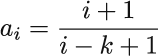 a_i = \frac{i+1}{i-k+1}